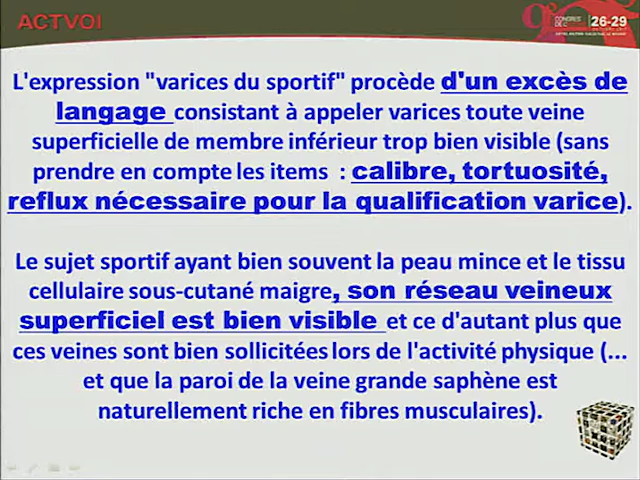 ACTVOI
CONGRES
26-29
L'expression "varices du sportif" procède d'un excès de
langage consistant à appeler varices toute veine
superficielle de membre inférieur trop bien visible (sans
prendre en compte les items : calibre, tortuosité,
reflux nécessaire pour la qualification varice).
Le sujet sportif ayant bien souvent la peau mince et le tissu
cellulaire sous-cutané maigre, son réseau veineux
superficiel est bien visible et ce d'autant plus que
ces veines sont bien sollicitées lors de l'activité physique (...
et que la paroi de la veine grande saphène est
naturellement riche en fibres musculaires).